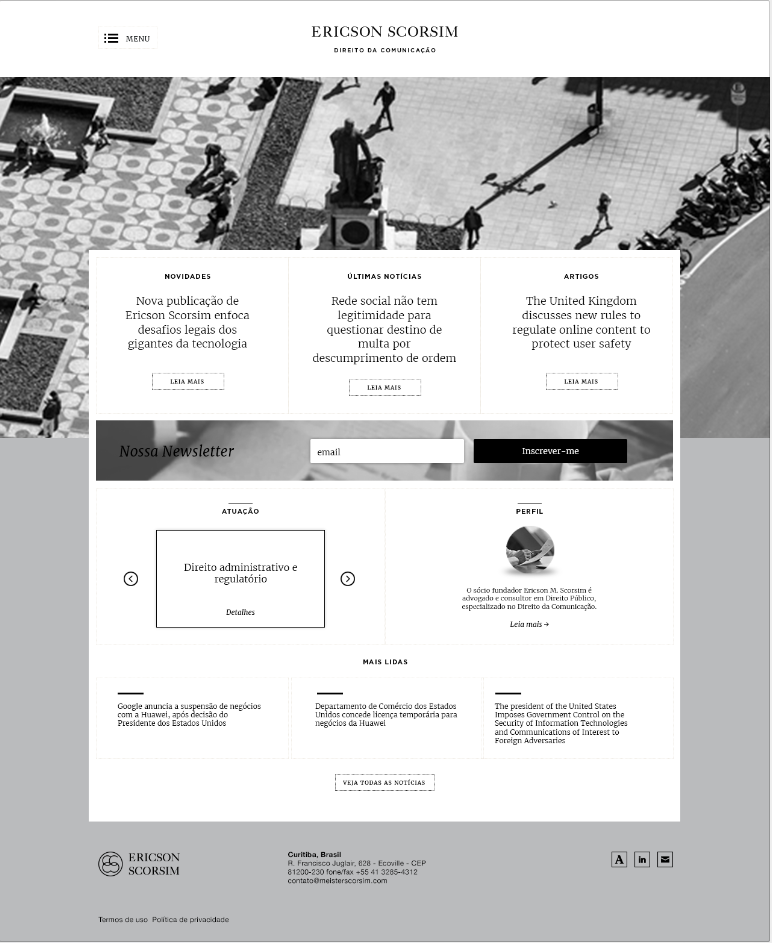 MENU
ERICSON SCORSIM
DIREITO DA COMUNICAÇÃO
NOVIDADES
Nova publicação de
Ericson Scorsim enfoca
desafios legais dos
gigantes da tecnologia
LEIA MAIS
ÚLTIMAS NOTÍCIAS
Rede social não tem
legitimidade para
questionar destino de
multa por
descumprimento de ordem
LEIA MAIS
ARTIGOS
The United Kingdom
discusses new rules to
regulate online content to
protect user safety
LEIA MAIS
Nossa Newsletter
email
Inscrever-me
ATUAÇÃO
Direito administrativo e
regulatório
Detalhes
PERFIL
O sócio fundador Ericson M. Scorsim é
advogado e consultor em Direito Público,
especializado no Direito da Comunicação.
Leia mais →
MAIS LIDAS
Google anuncia a suspensão de negócios
com a Huawei, após decisão do
Presidente dos Estados Unidos
Departamento de Comércio dos Estados
Unidos concede licença temporária para
negócios da Huawei
The president of the United States
Imposes Government Control on the
Security of Information Technologies
and Communications of Interest to
Foreign Adversaries
VEJA TODAS AS NOTÍCIAS
ERICSON
SCORSIM
Curitiba, Brasil
R. Francisco Juglair, 628 - Ecoville - CEP
81200-230 fone/fax +55 41 3285-4312
contato@meisterscorsim.com
A
in
Termos de uso Política de privacidade